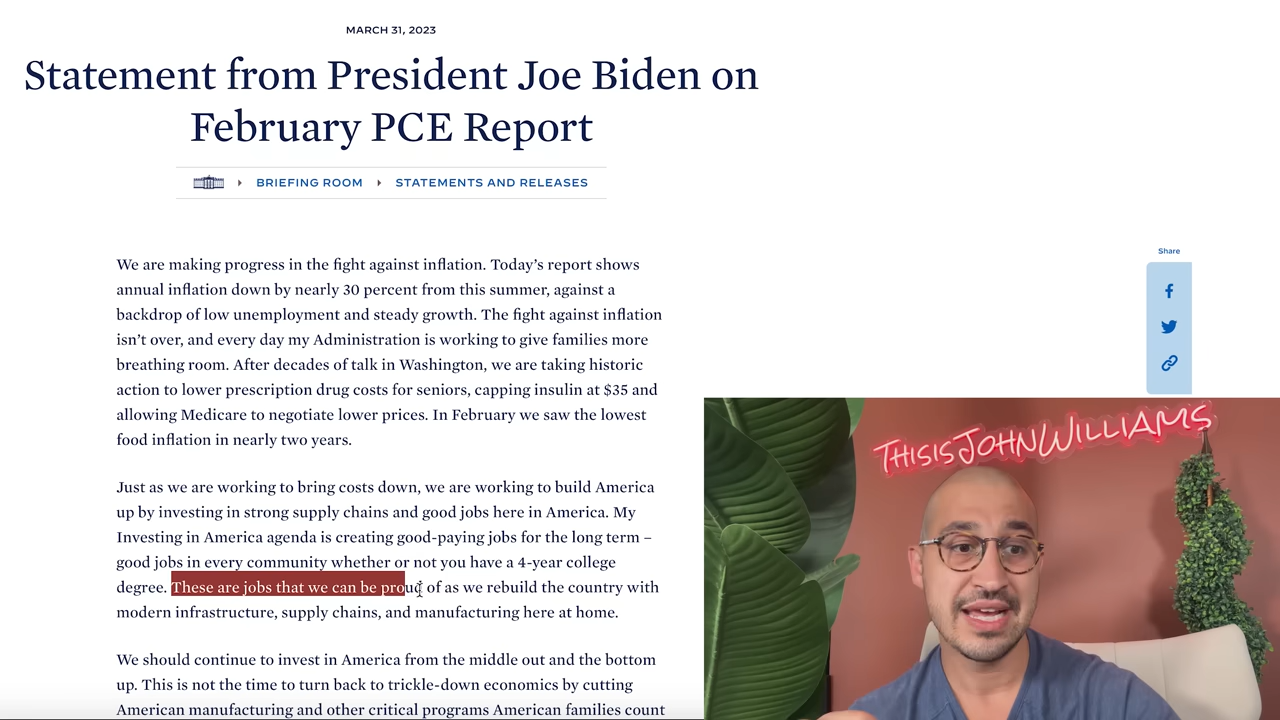 MARCH 31, 2023
Statement from President Joe Biden on
February PCE Report
BRIEFING ROOM
STATEMENTS AND RELEASES
We are making progress in the fight against inflation. Today’s report shows
annual inflation down by nearly 30 percent from this summer, against a
backdrop of low unemployment and steady growth. The fight against inflation
isn’t over, and every day my Administration is working to give families more
breathing room. After decades of talk in Washington, we are taking historic
action to lower prescription drug costs for seniors, capping insulin at $35 and
allowing Medicare to negotiate lower prices. In February we saw the lowest
food inflation in nearly two years.
Just as we are working to bring costs down, we are working to build America
up by investing in strong supply chains and good jobs here in America. My
Investing in America agenda is creating good-paying jobs for the long term –
good jobs in every community whether or not you have a 4-year college
degree. These are jobs that we can be proud of as we rebuild the country with
modern infrastructure, supply chains, and manufacturing here at home.
We should continue to invest in America from the middle out and the bottom
up. This is not the time to turn back to trickle-down economics by cutting
American manufacturing and other critical programs American families count
Share
THISISJOHNWILLIAMS